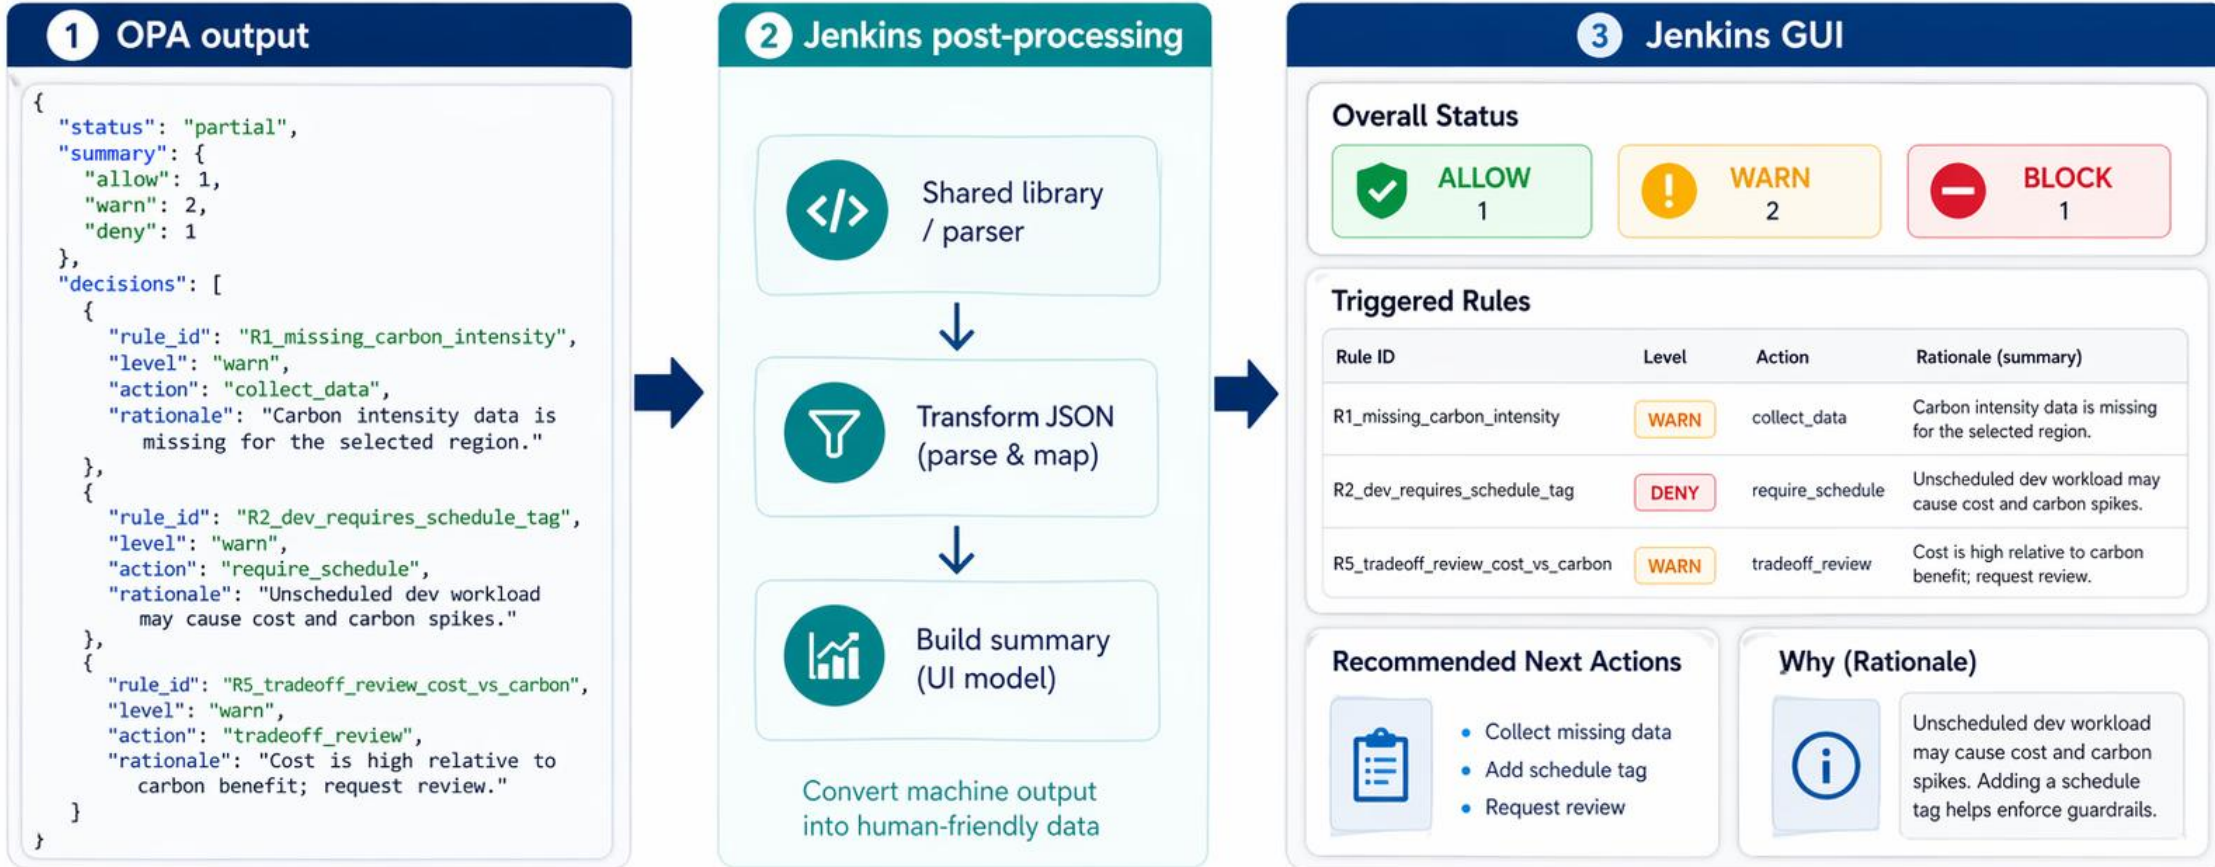 1 OPA output
{
"status": "partial",
"summary": {
"allow": 1,
"warn": 2,
"deny": 1
},
"decisions": [
{
"rule_id": "R1_missing_carbon_intensity",
"level": "warn",
"action": "collect_data",
"rationale": "Carbon intensity data is
missing for the selected region."
},
{
"rule_id": "R2_dev_requires_schedule_tag",
"level": "warn",
"action": "require_schedule",
"rationale": "Unscheduled dev workload
may cause cost and carbon spikes."
},
{
"rule_id": "R5_tradeoff_review_cost_vs_carbon",
"level": "warn",
"action": "tradeoff_review",
"rationale": "Cost is high relative to
carbon benefit; request review."
}
}
2 Jenkins post-processing
</>
Shared library
/ parser
Transform JSON
(parse & map)
Build summary
(UI model)
Convert machine output
into human-friendly data
3 Jenkins GUI
Overall Status
ALLOW
1
WARN
2
BLOCK
1
Triggered Rules
Rule ID Level Action Rationale (summary)
R1_missing_carbon_intensity WARN collect_data Carbon intensity data is missing
for the selected region.
R2_dev_requires_schedule_tag DENY require_schedule Unscheduled dev workload may
cause cost and carbon spikes.
R5_tradeoff_review_cost_vs_carbon WARN tradeoff_review Cost is high relative to carbon
benefit; request review.
Recommended Next Actions
• Collect missing data
• Add schedule tag
• Request review
Why (Rationale)
Unscheduled dev workload
may cause cost and carbon
spikes. Adding a schedule
tag helps enforce guardrails.